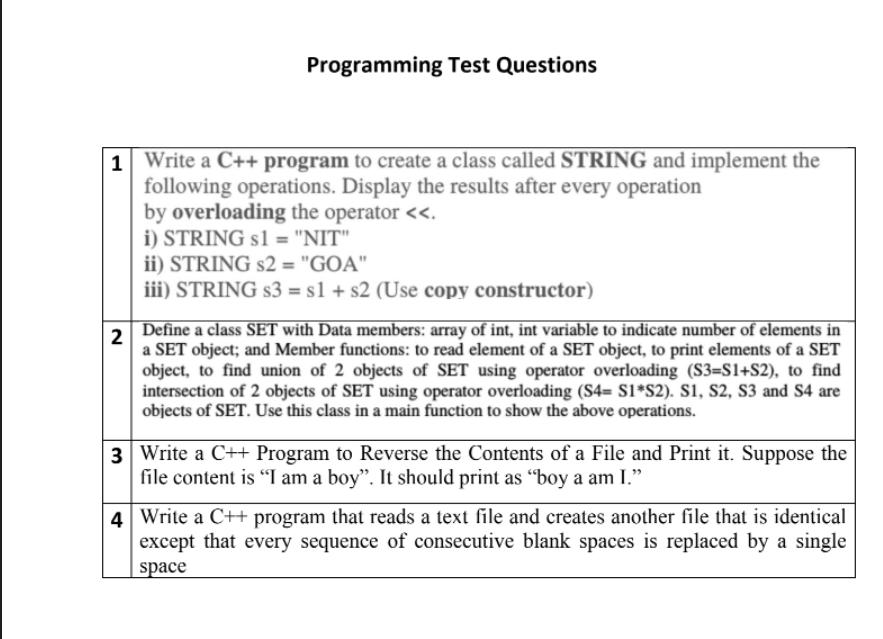 Programming Test Questions
1 Write a C++ program to create a class called STRING and implement the
following operations. Display the results after every operation
by overloading the operator <<.
i) STRING s1 = "NIT"
ii) STRING s2 = "GOA"
iii) STRING s3 = s1 + s2 (Use copy constructor)
2 Define a class SET with Data members: array of int, int variable to indicate number of elements in
a SET object; and Member functions: to read element of a SET object, to print elements of a SET
object, to find union of 2 objects of SET using operator overloading (S3=S1+S2), to find
intersection of 2 objects of SET using operator overloading (S4= S1*S2). S1, S2, S3 and S4 are
objects of SET. Use this class in a main function to show the above operations.
3 Write a C++ Program to Reverse the Contents of a File and Print it. Suppose the
file content is “I am a boy”. It should print as “boy a am I.”
4 Write a C++ program that reads a text file and creates another file that is identical
except that every sequence of consecutive blank spaces is replaced by a single
space